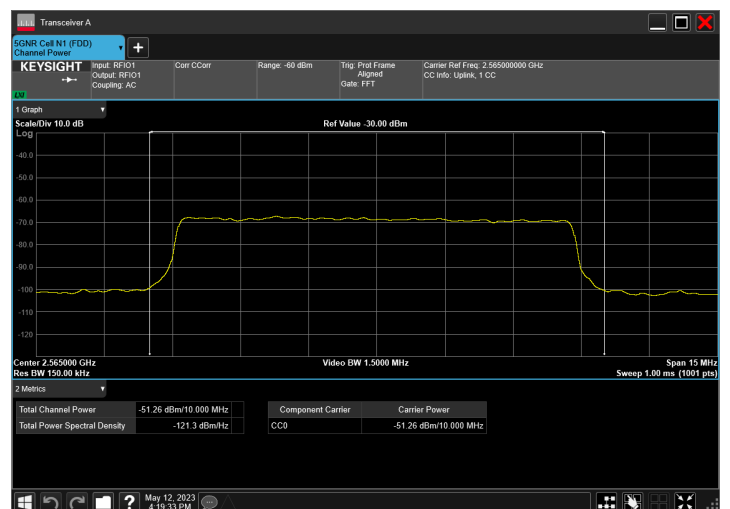 Transceiver A
5GNR Cell N1 (FDD)
Channel Power
KEYSIGHT
Input: RFIO1
Output: RFIO1
Coupling: AC
Corr CCorr
Range: -60 dBm
Trig: Prot Frame
Aligned
Gate: FFT
Carrier Ref Freq: 2.565000000 GHz
CC Info: Uplink, 1 CC
LXI
1 Graph
Scale/Div 10.0 dB
Ref Value -30.00 dBm
Log
-40.0
-50.0
-60.0
-70.0
-80.0
-90.0
-100
-110
-120
Center 2.565000 GHz
Video BW 1.5000 MHz
Span 15 MHz
Res BW 150.00 kHz
Sweep 1.00 ms (1001 pts)
2 Metrics
Total Channel Power -51.26 dBm/10.000 MHz
Total Power Spectral Density -121.3 dBm/Hz
Component Carrier Carrier Power
CC0 -51.26 dBm/10.000 MHz
?
May 12, 2023
4:19:33 PM